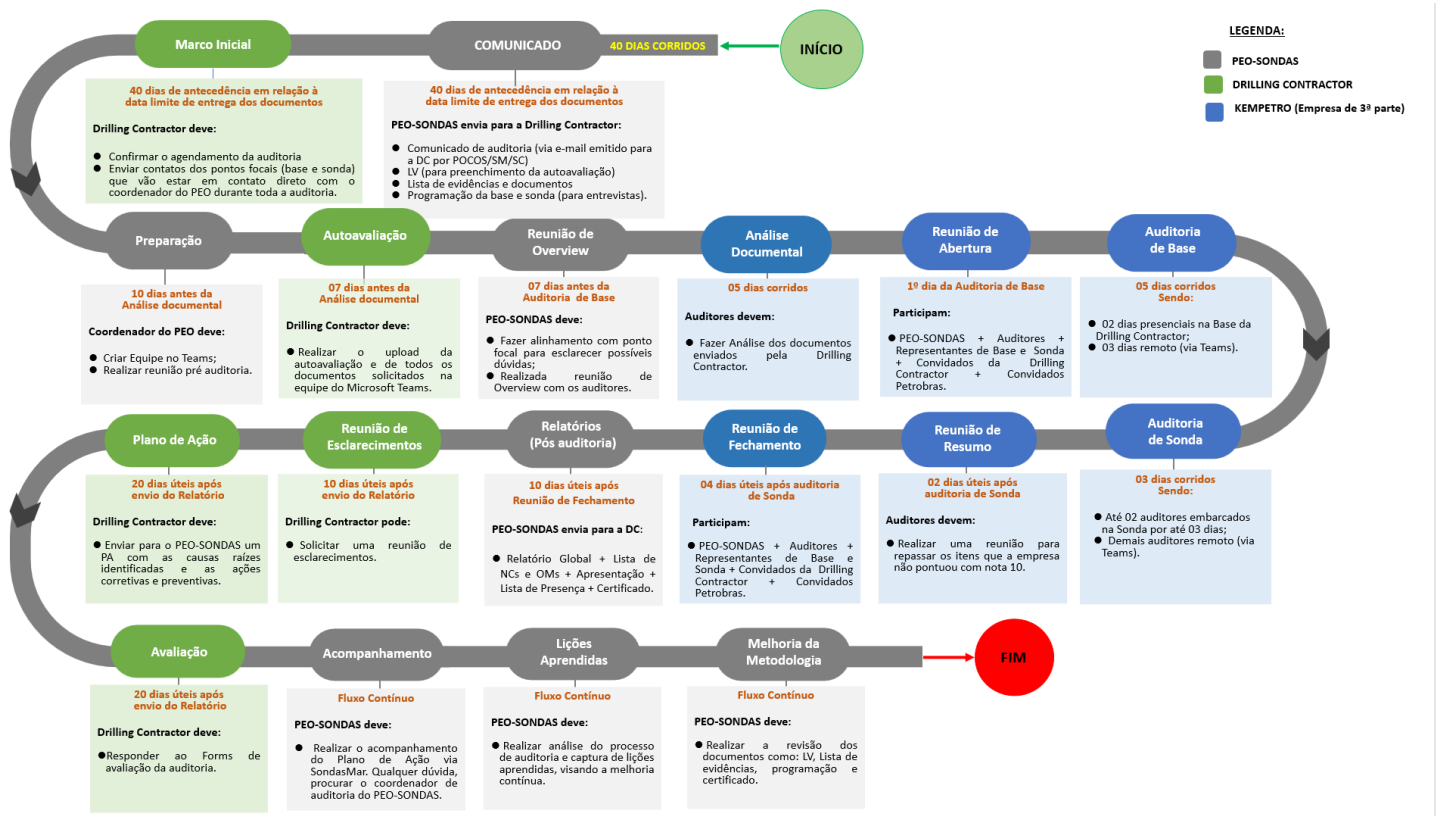 Marco Inicial
COMUNICADO
40 DIAS CORRIDOS
INÍCIO
LEGENDA:
PEO-SONDAS
DRILLING CONTRACTOR
KEMPETRO (Empresa de 3ª parte)
40 dias de antecedência em relação à
data limite de entrega dos documentos
Drilling Contractor deve:
● Confirmar o agendamento da auditoria
● Enviar contatos dos pontos focais (base e sonda)
que vão estar em contato direto com o
coordenador do PEO durante toda a auditoria.
40 dias de antecedência em relação à
data limite de entrega dos documentos
PEO-SONDAS envia para a Drilling Contractor:
● Comunicado de auditoria (via e-mail emitido para
a DC por POCOS/SM/SC)
● LV (para preenchimento da autoavaliação)
● Lista de evidências e documentos
● Programação da base e sonda (para entrevistas).
Preparação
10 dias antes da
Análise documental
Coordenador do PEO deve:
● Criar Equipe no Teams;
● Realizar reunião pré auditoria.
Autoavaliação
07 dias antes da
Análise documental
Drilling Contractor deve:
● Realizar o upload da
autoavaliação e de todos os
documentos solicitados na
equipe do Microsoft Teams.
Reunião de
Overview
07 dias antes da
Auditoria de Base
PEO-SONDAS deve:
● Fazer alinhamento com ponto
focal para esclarecer possíveis
dúvidas;
● Realizada reunião de
Overview com os auditores.
Análise
Documental
05 dias corridos
Auditores devem:
● Fazer Análise dos documentos
enviados pela Drilling
Contractor.
Reunião de
Abertura
1º dia da Auditoria de Base
Participam:
● PEO-SONDAS + Auditores +
Representantes de Base e Sonda
+ Convidados da Drilling
Contractor + Convidados
Petrobras.
Auditoria
de Base
05 dias corridos
Sendo:
● 02 dias presenciais na Base da
Drilling Contractor;
● 03 dias remoto (via Teams).
Plano de Ação
20 dias úteis após
envio do Relatório
Drilling Contractor deve:
● Enviar para o PEO-SONDAS um
PA com as causas raízes
identificadas e as ações
corretivas e preventivas.
Reunião de
Esclarecimentos
10 dias úteis após
envio do Relatório
Drilling Contractor pode:
● Solicitar uma reunião de
esclarecimentos.
Relatórios
(Pós auditoria)
10 dias úteis após
Reunião de Fechamento
PEO-SONDAS envia para a DC:
● Relatório Global + Lista de
NCs e OMs + Apresentação +
Lista de Presença + Certificado.
Reunião de
Fechamento
04 dias úteis após auditoria
de Sonda
Participam:
● PEO-SONDAS + Auditores +
Representantes de Base e
Sonda + Convidados da Drilling
Contractor + Convidados
Petrobras.
Reunião de
Resumo
02 dias úteis após
auditoria de Sonda
Auditores devem:
● Realizar uma reunião para
repassar os itens que a empresa
não pontuou com nota 10.
Auditoria
de Sonda
03 dias corridos
Sendo:
● Até 02 auditores embarcados
na Sonda por até 03 dias;
● Demais auditores remoto (via
Teams).
Avaliação
20 dias úteis após
envio do Relatório
Drilling Contractor deve:
●Responder ao Forms de
avaliação da auditoria.
Acompanhamento
Fluxo Contínuo
PEO-SONDAS deve:
● Realizar o acompanhamento
do Plano de Ação via
SondasMar. Qualquer dúvida,
procurar o coordenador de
auditoria do PEO-SONDAS.
Lições
Aprendidas
Fluxo Contínuo
PEO-SONDAS deve:
● Realizar análise do processo
de auditoria e captura de lições
aprendidas, visando a melhoria
contínua.
Melhoria da
Metodologia
Fluxo Contínuo
PEO-SONDAS deve:
● Realizar a revisão dos
documentos como: LV, Lista de
evidências, programação e
certificado.
FIM